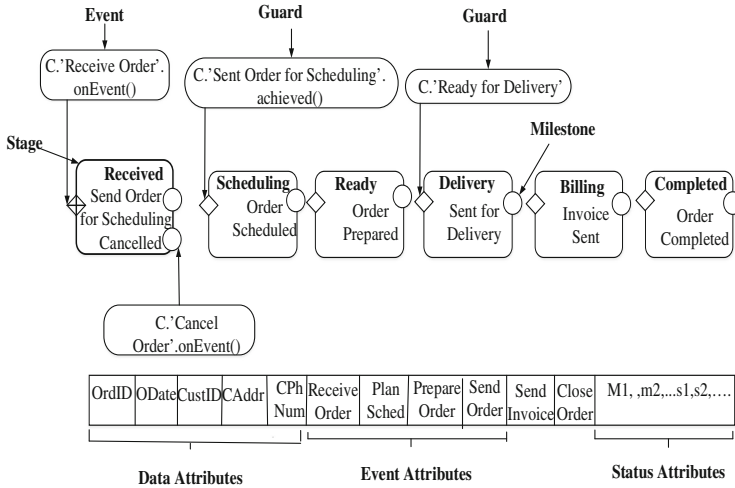 Event
Guard
Guard
C.'Receive Order'.
onEvent()
C.'Sent Order for Scheduling'.
achieved()
C.'Ready for Delivery'
Stage
Milestone
Received
Send Order
for Scheduling
Cancelled
Scheduling
Order
Scheduled
Ready
Order
Prepared
Delivery
Sent for
Delivery
Billing
Invoice
Sent
Completed
Order
Completed
C.'Cancel
Order'.onEvent()
OrdID
ODate
CustID
CAddr
CPh
Num
Receive
Order
Plan
Sched
Prepare
Order
Send
Order
Send
Invoice
Close
Order
M1, ,m2,...s1,s2,....
Data Attributes
Event Attributes
Status Attributes